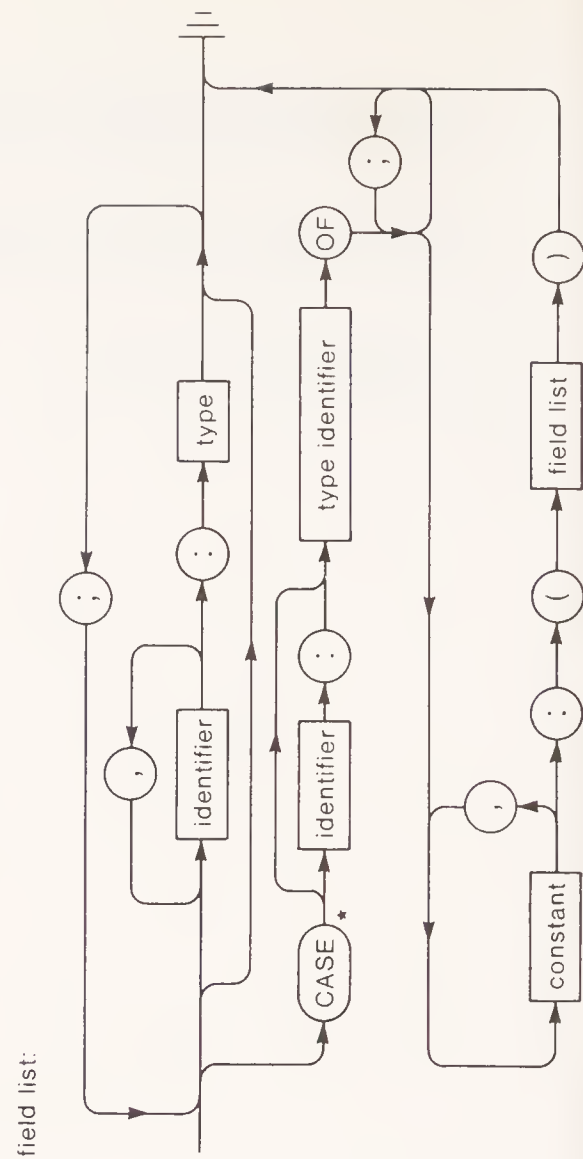 field list:
;
,
identifier : type
CASE * identifier : type identifier OF
;
,
constant : ( field list )